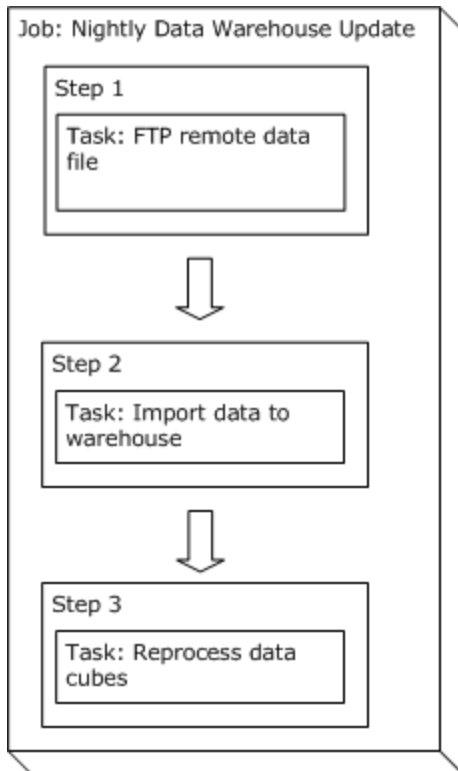 Job: Nightly Data Warehouse Update
Step 1
Task: FTP remote data
file
Step 2
Task: Import data to
warehouse
Step 3
Task: Reprocess data
cubes